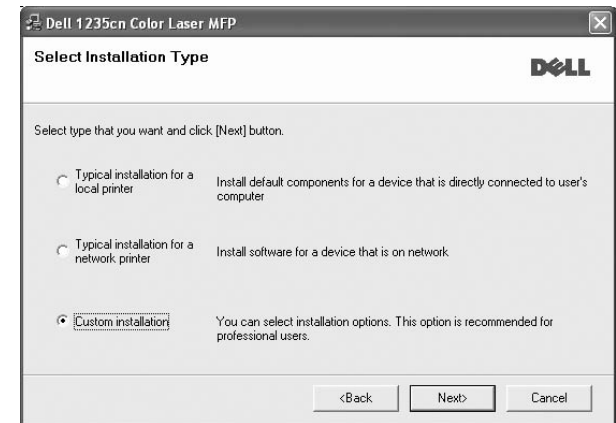 Dell 1235cn Color Laser MFP
Select Installation Type
DELL
Select type that you want and click [Next] button.
Typical installation for a
local printer
Install default components for a device that is directly connected to user's
computer
Typical installation for a
network printer
Install software for a device that is on network
Custom installation
You can select installation options. This option is recommended for
professional users.
<Back
Next>
Cancel